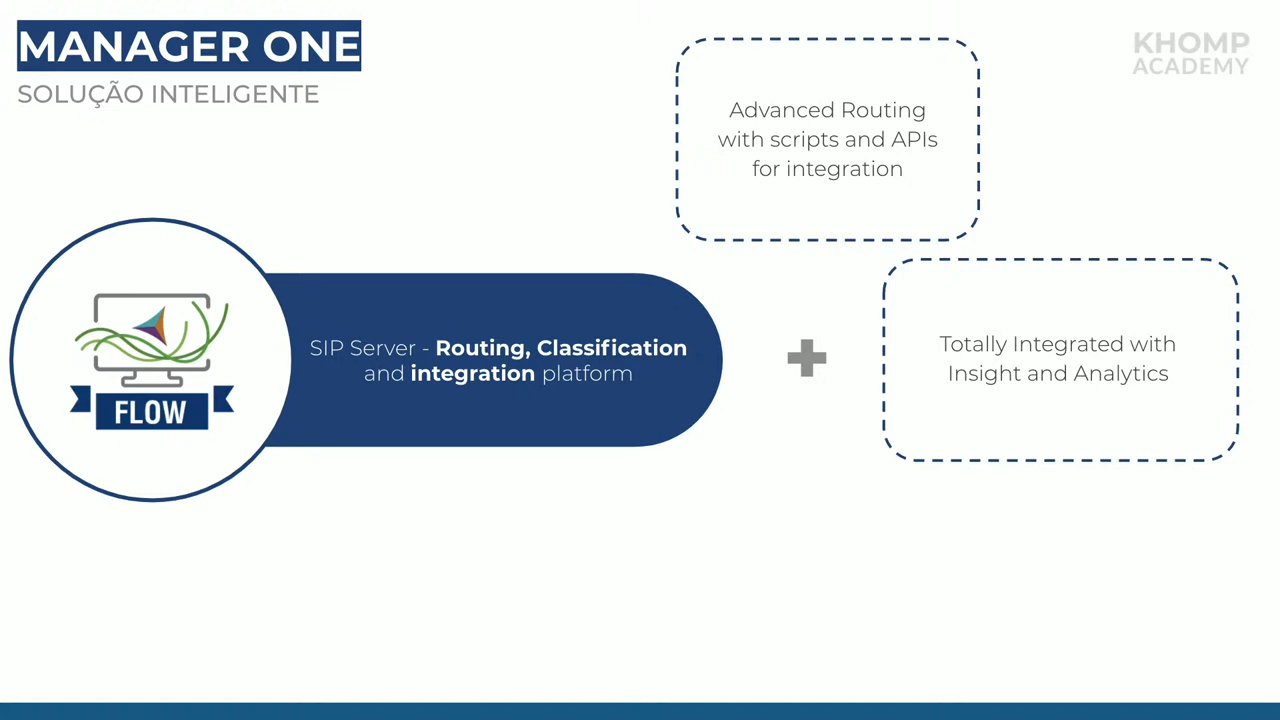 MANAGER ONE
SOLUÇÃO INTELIGENTE
KHOMP
ACADEMY
Advanced Routing
with scripts and APIs
for integration
FLOW
SIP Server - Routing, Classification
and integration platform
Totally Integrated with
Insight and Analytics